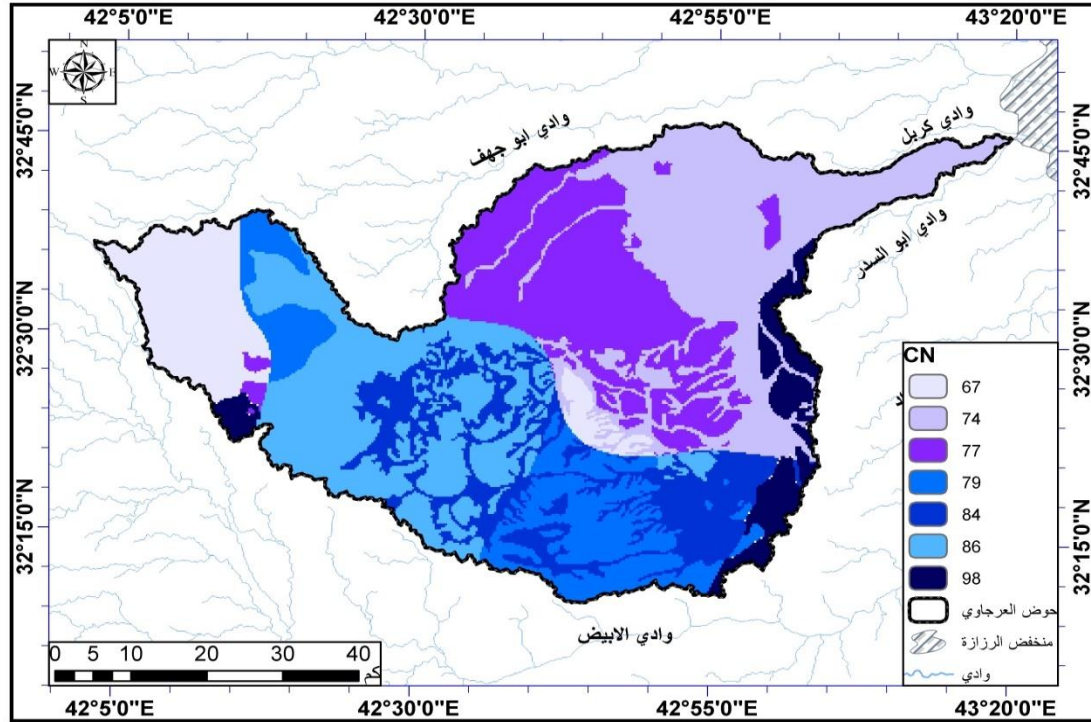 42°5'0"E 42°30'0"E 42°55'0"E 43°20'0"E
N
W E
S
32°45'0"N
32°30'0"N
32°15'0"N
وادي ابو جهف
وادي كربل
وادي ابو السدر
وادي الابيض
32°45'0"N
32°30'0"N
32°15'0"N
CN
67
74
77
79
84
86
98
حوض العرجاوي
منخفض الرزازة
وادي
0 5 10 20 30 40
كم
42°5'0"E 42°30'0"E 42°55'0"E 43°20'0"E